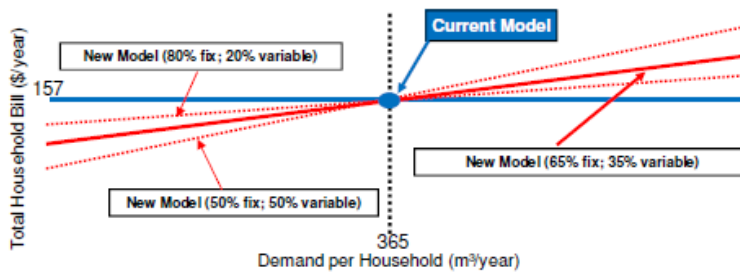 Current Model
New Model (80% fix; 20% variable)
157
New Model (65% fix; 35% variable)
New Model (50% fix; 50% variable)
Total Household Bill ($/year)
365
Demand per Household (m³/year)